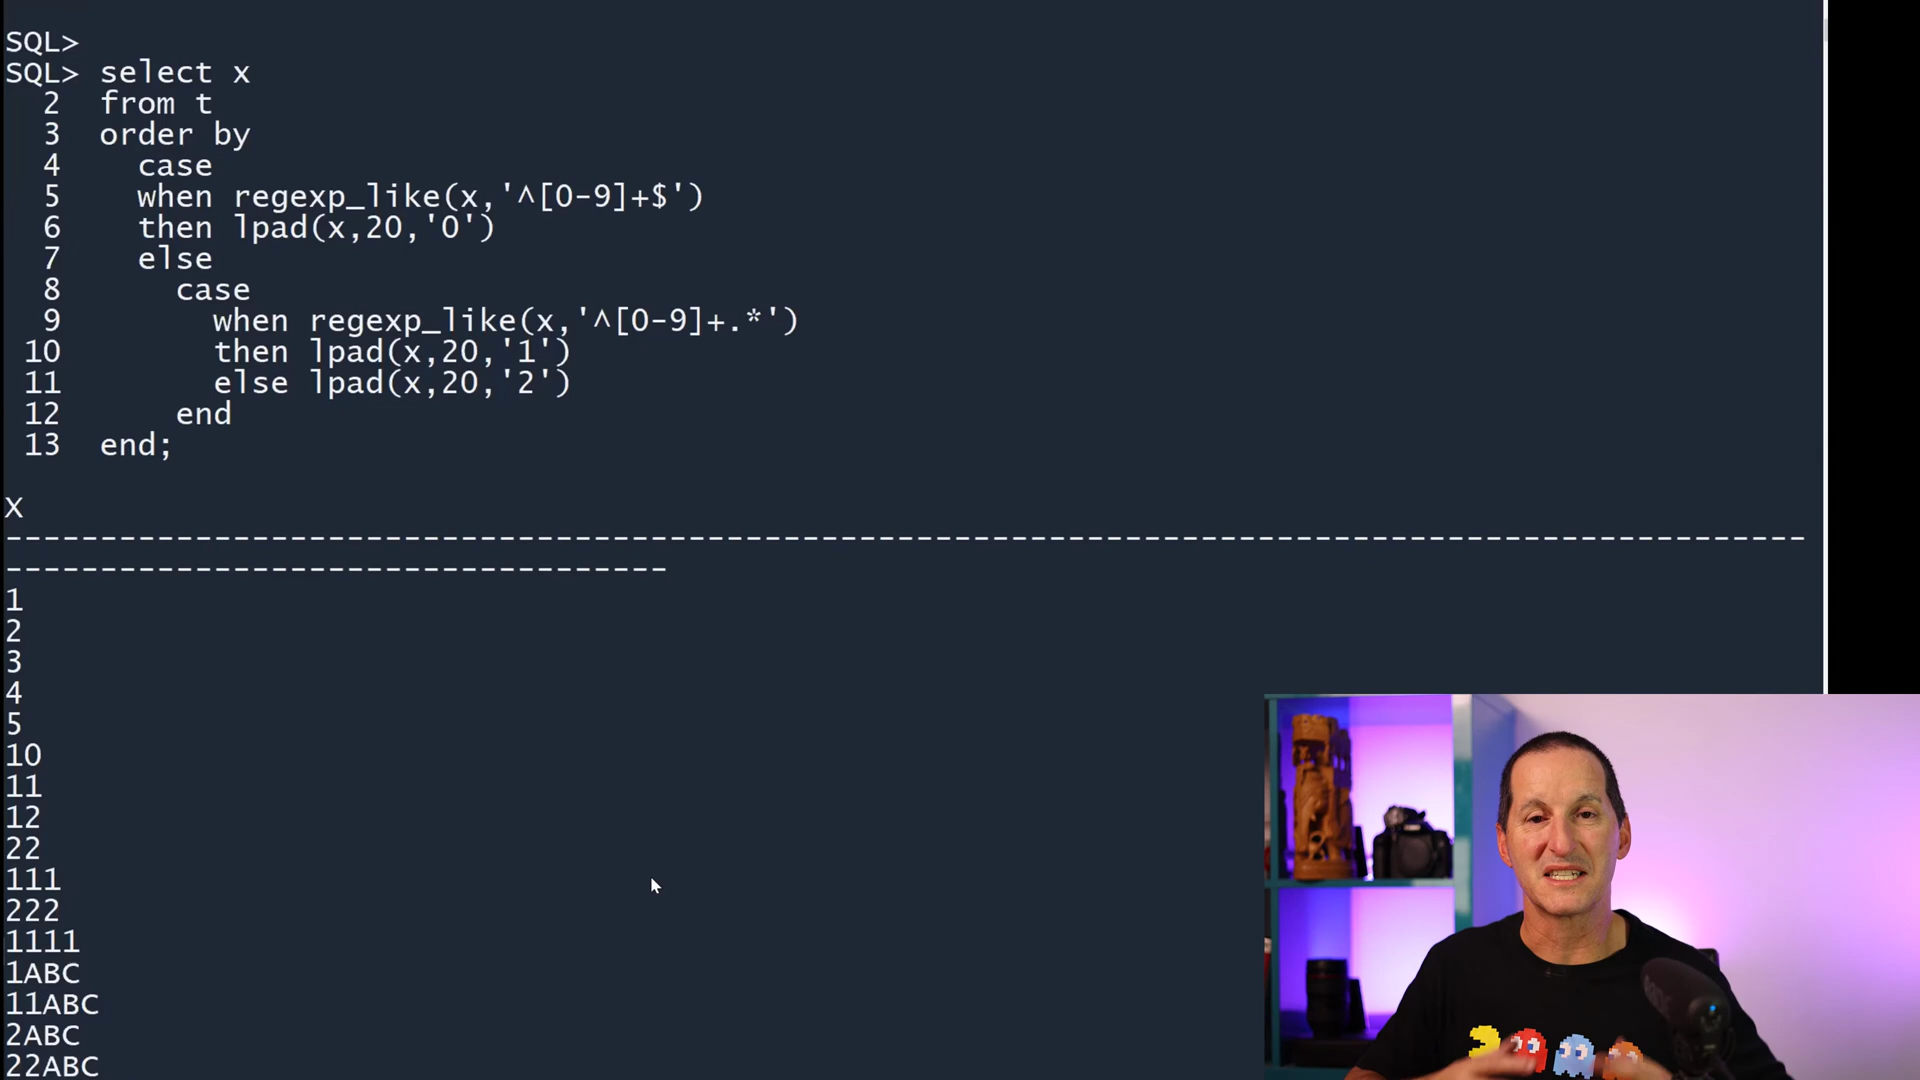 SQL>
SQL> select x
2 from t
3 order by
4 case
5 when regexp_like(x,'^[0-9]+$')
6 then lpad(x,20,'0')
7 else
8 case
9 when regexp_like(x,'^[0-9]+.*')
10 then lpad(x,20,'1')
11 else lpad(x,20,'2')
12 end
13 end;
X
------------------------------------------------------------------------------------------------
-----------------------------------
1
2
3
4
5
10
11
12
22
111
222
1111
1ABC
11ABC
2ABC
22ABC